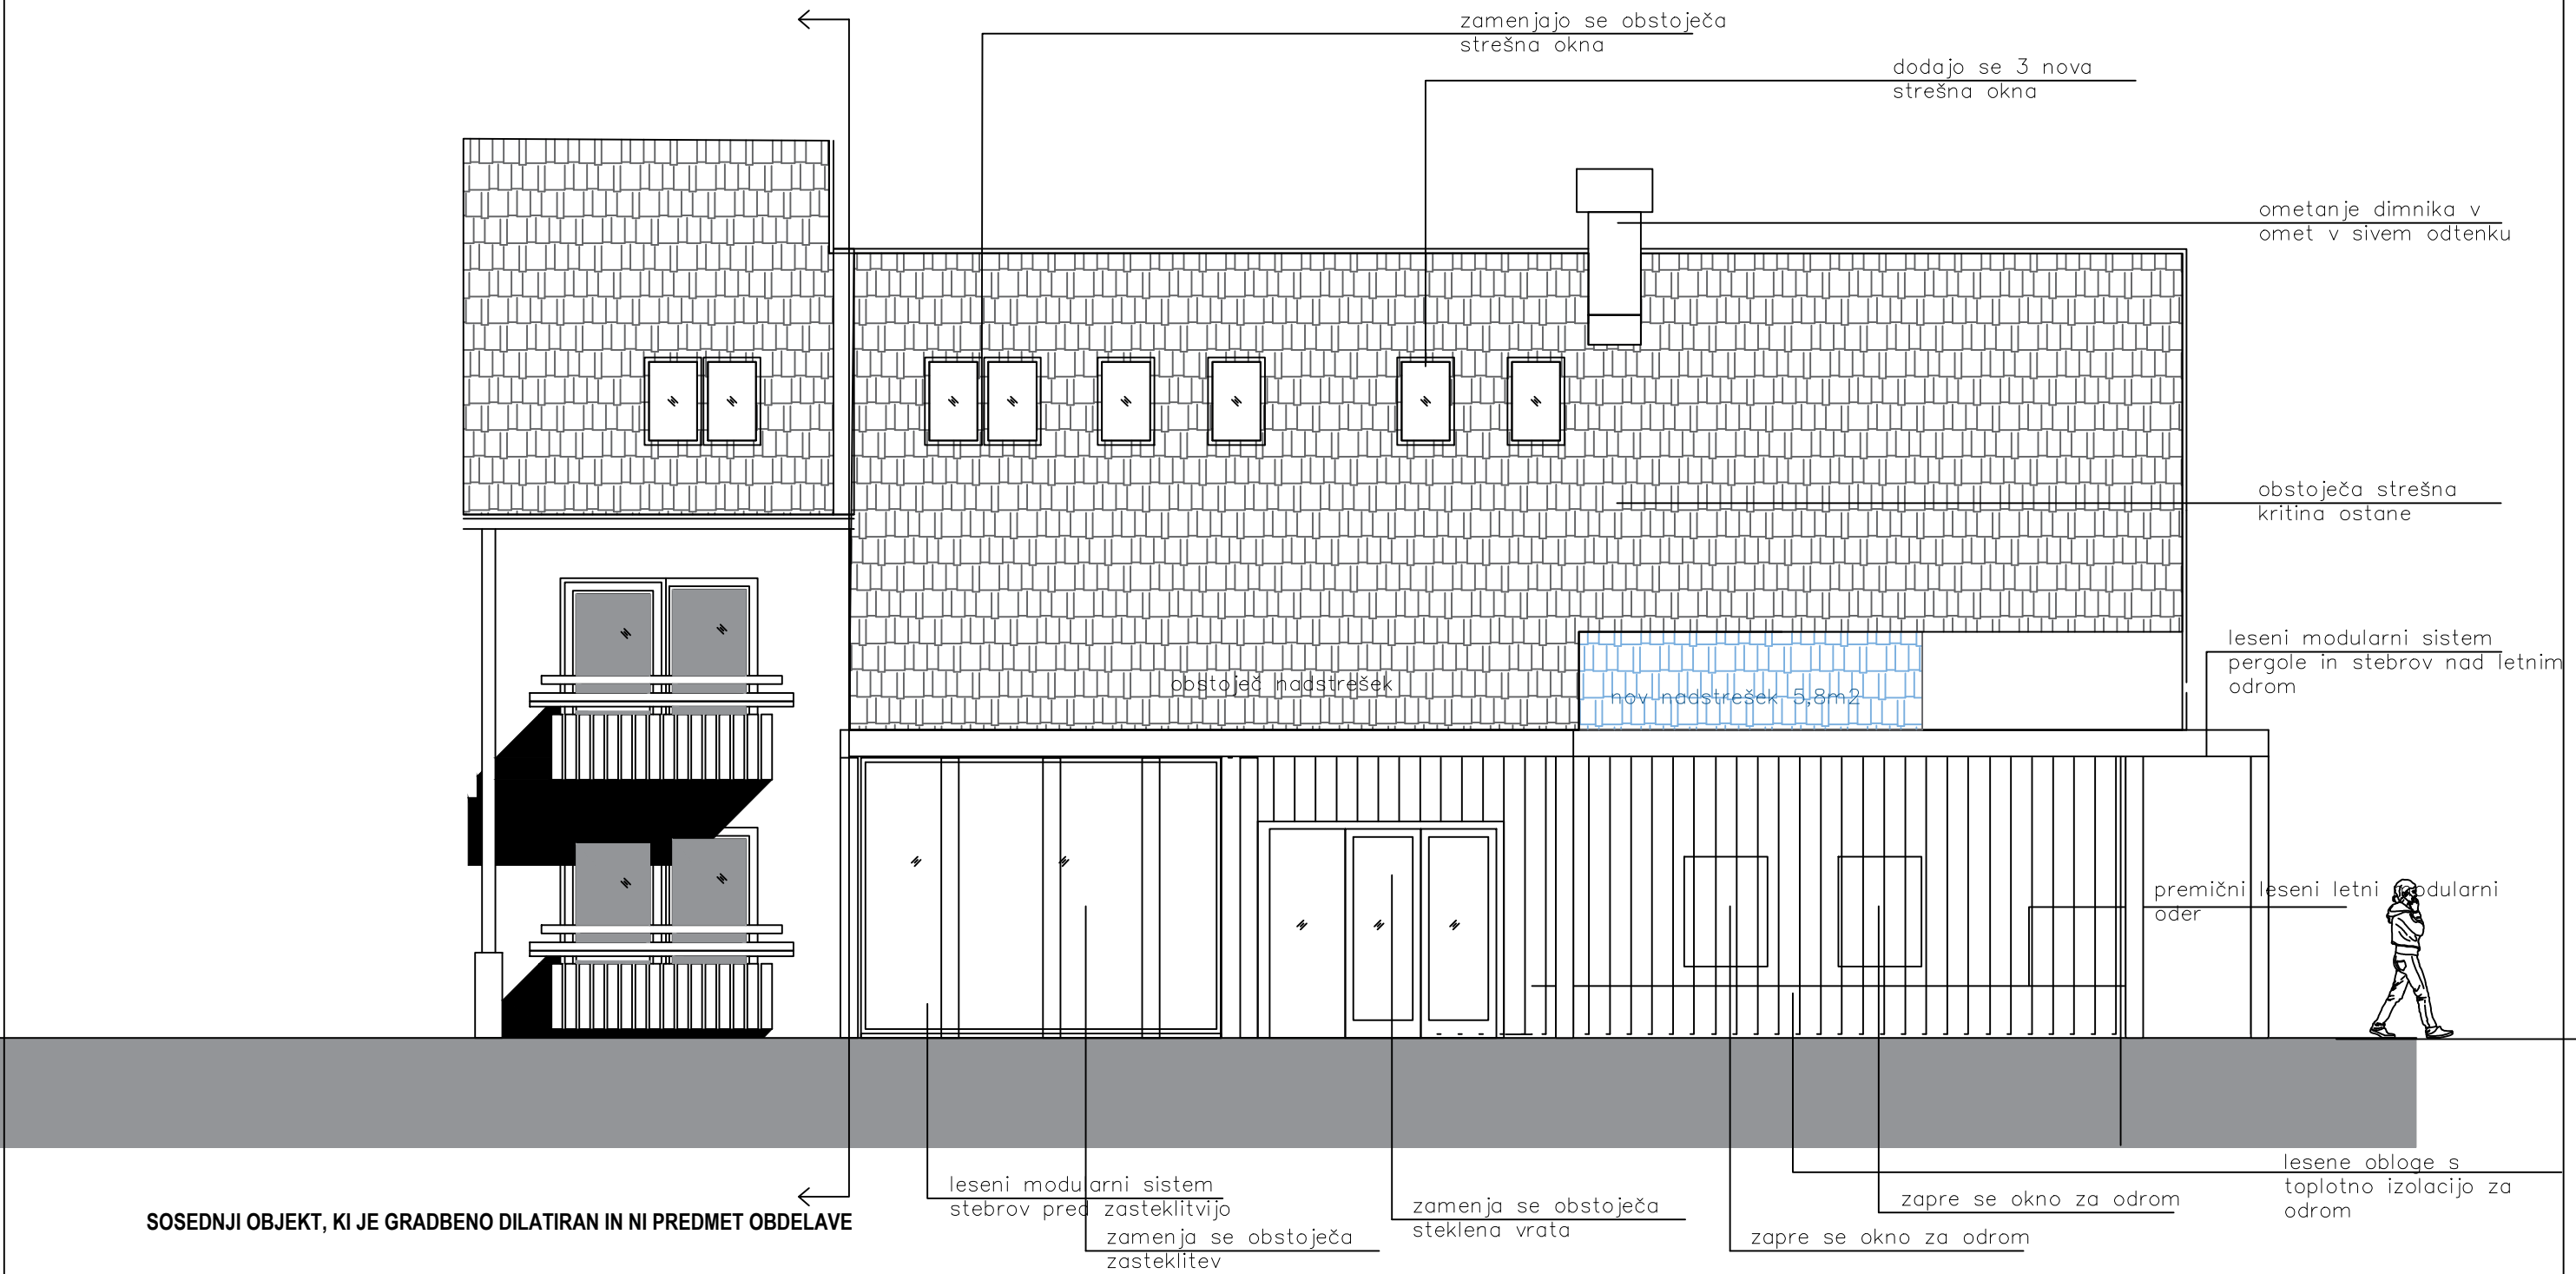 zamenjajo se obstoječa
strešna okna
dodajo se 3 nova
strešna okna
ometanje dimnika v
omet v sivem odtenku
obstoječa strešna
kritina ostane
leseni modularni sistem
pergole in stebrov nad letnim
odrom
obstoječ nadstrešek
nov nadstrešek 5,8m2
premični leseni letni modularni
oder
lesene obloge s
toplotno izolacijo za
odrom
leseni modularni sistem
stebrov pred zasteklitvijo
zamenja se obstoječa
steklena vrata
zapre se okno za odrom
SOSEDNJI OBJEKT, KI JE GRADBENO DILATIRAN IN NI PREDMET OBDELAVE
zamenja se obstoječa
zasteklitev
zapre se okno za odrom